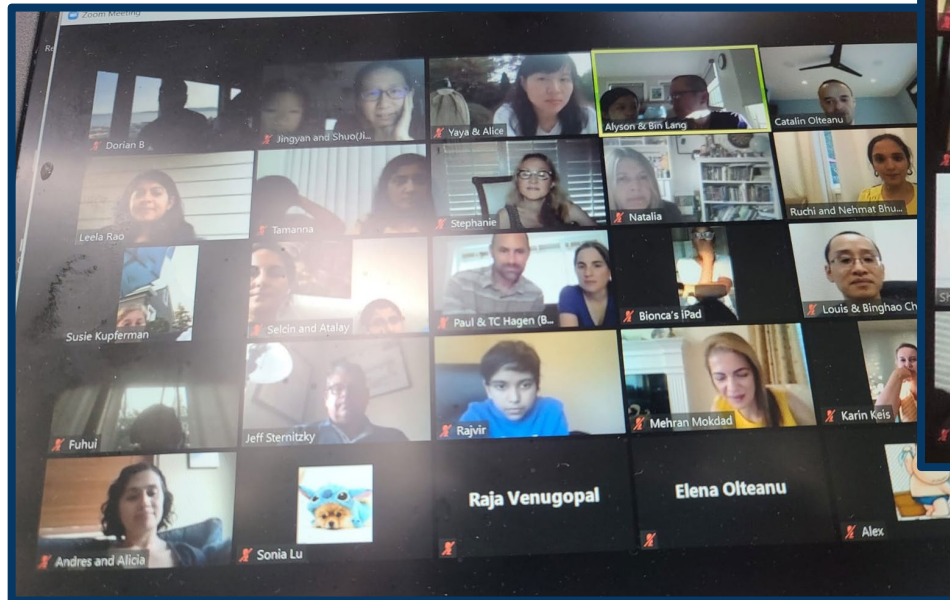 Zoom Meeting
Re
Dorian B
Jingyan and Shuo(Ji...
Yaya & Alice
Alyson & Bin Lang
Catalin Olteanu
Leela Rao
Tamanna
Stephanie
Natalia
Ruchi and Nehmat Bhu...
Susie Kupferman
Selcin and Atalay
Paul & TC Hagen (B...
Bionca's iPad
Louis & Binghao Ch
Fuhui
Jeff Sternitzky
Rajvir
Mehran Mokdad
Karin Keis
Andres and Alicia
Sonia Lu
Raja Venugopal
Elena Olteanu
Alex